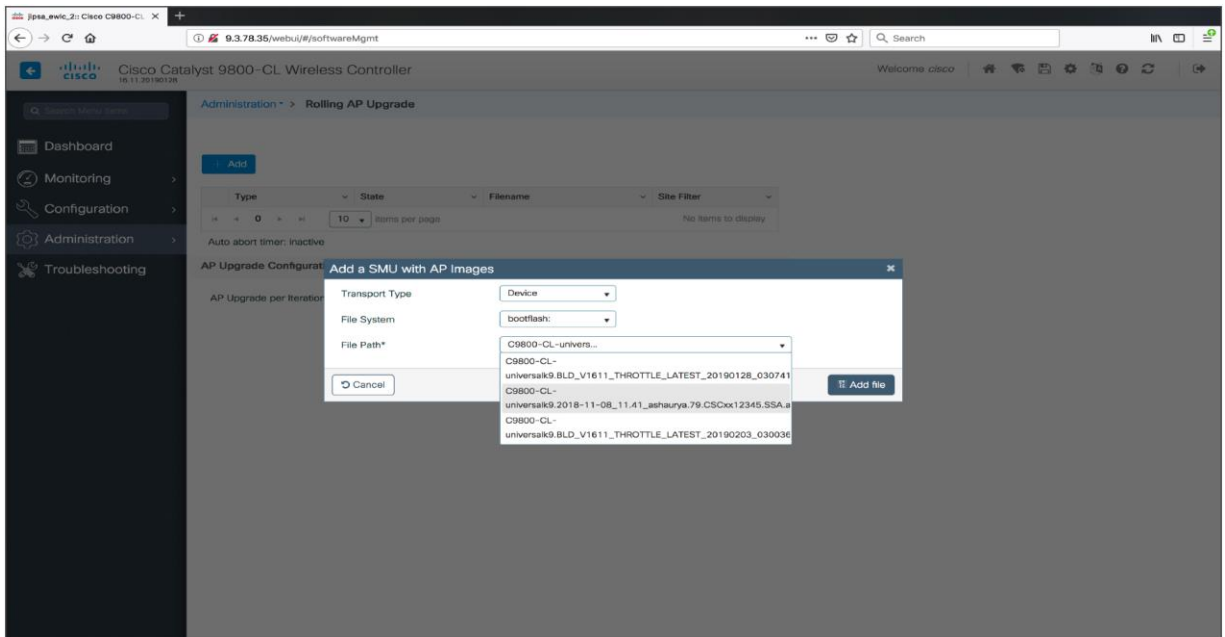 jipsa_ewlc_2:: Cisco C9800-CL
9.3.78.35/webui/#/softwareMgmt
Search
CISCO
Cisco Catalyst 9800-CL Wireless Controller
16.11.20190128
Welcome cisco
Search Menu Items
Administration > Rolling AP Upgrade
Dashboard
Monitoring
Configuration
Administration
Troubleshooting
Add
Type State Filename Site Filter
0 10 items per page No items to display
Auto abort timer: Inactive
AP Upgrade Configurat
AP Upgrade per Iteration
Add a SMU with AP Images
Transport Type Device
File System bootflash:
File Path* C9800-CL-univers...
C9800-CL-
universalk9.BLD_V1611_THROTTLE_LATEST_20190128_030741
C9800-CL-
universalk9.2018-11-08_11.41_ashaurya.79.CSCxx12345.SSA.a
C9800-CL-
universalk9.BLD_V1611_THROTTLE_LATEST_20190203_030036
Cancel
Add file